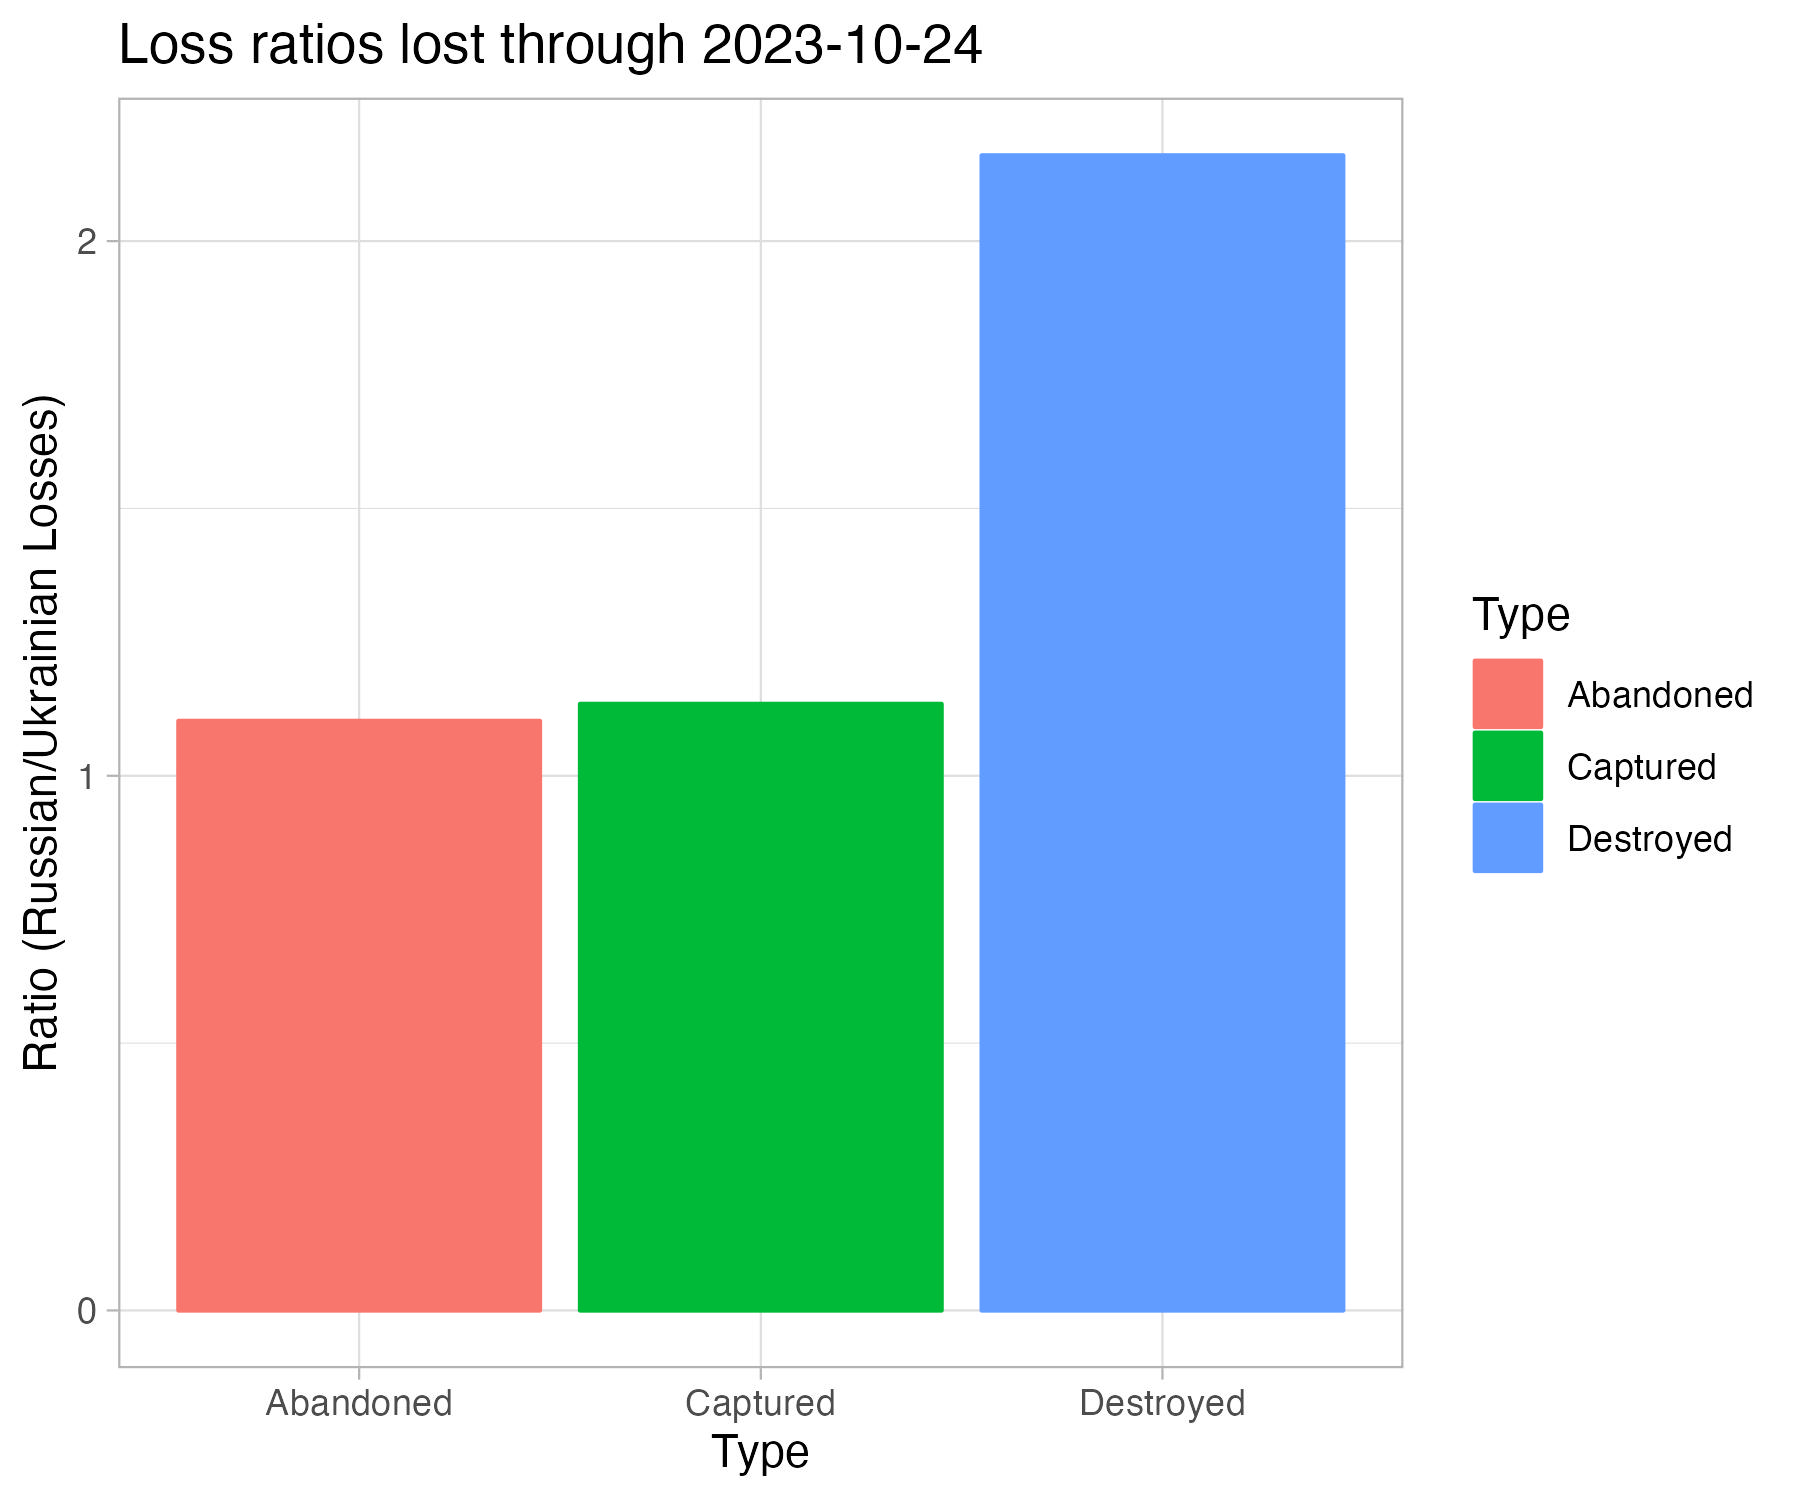 Loss ratios lost through 2023-10-24
Ratio (Russian/Ukrainian Losses)
2
1
0
Abandoned
Captured
Destroyed
Type
Type
Abandoned
Captured
Destroyed